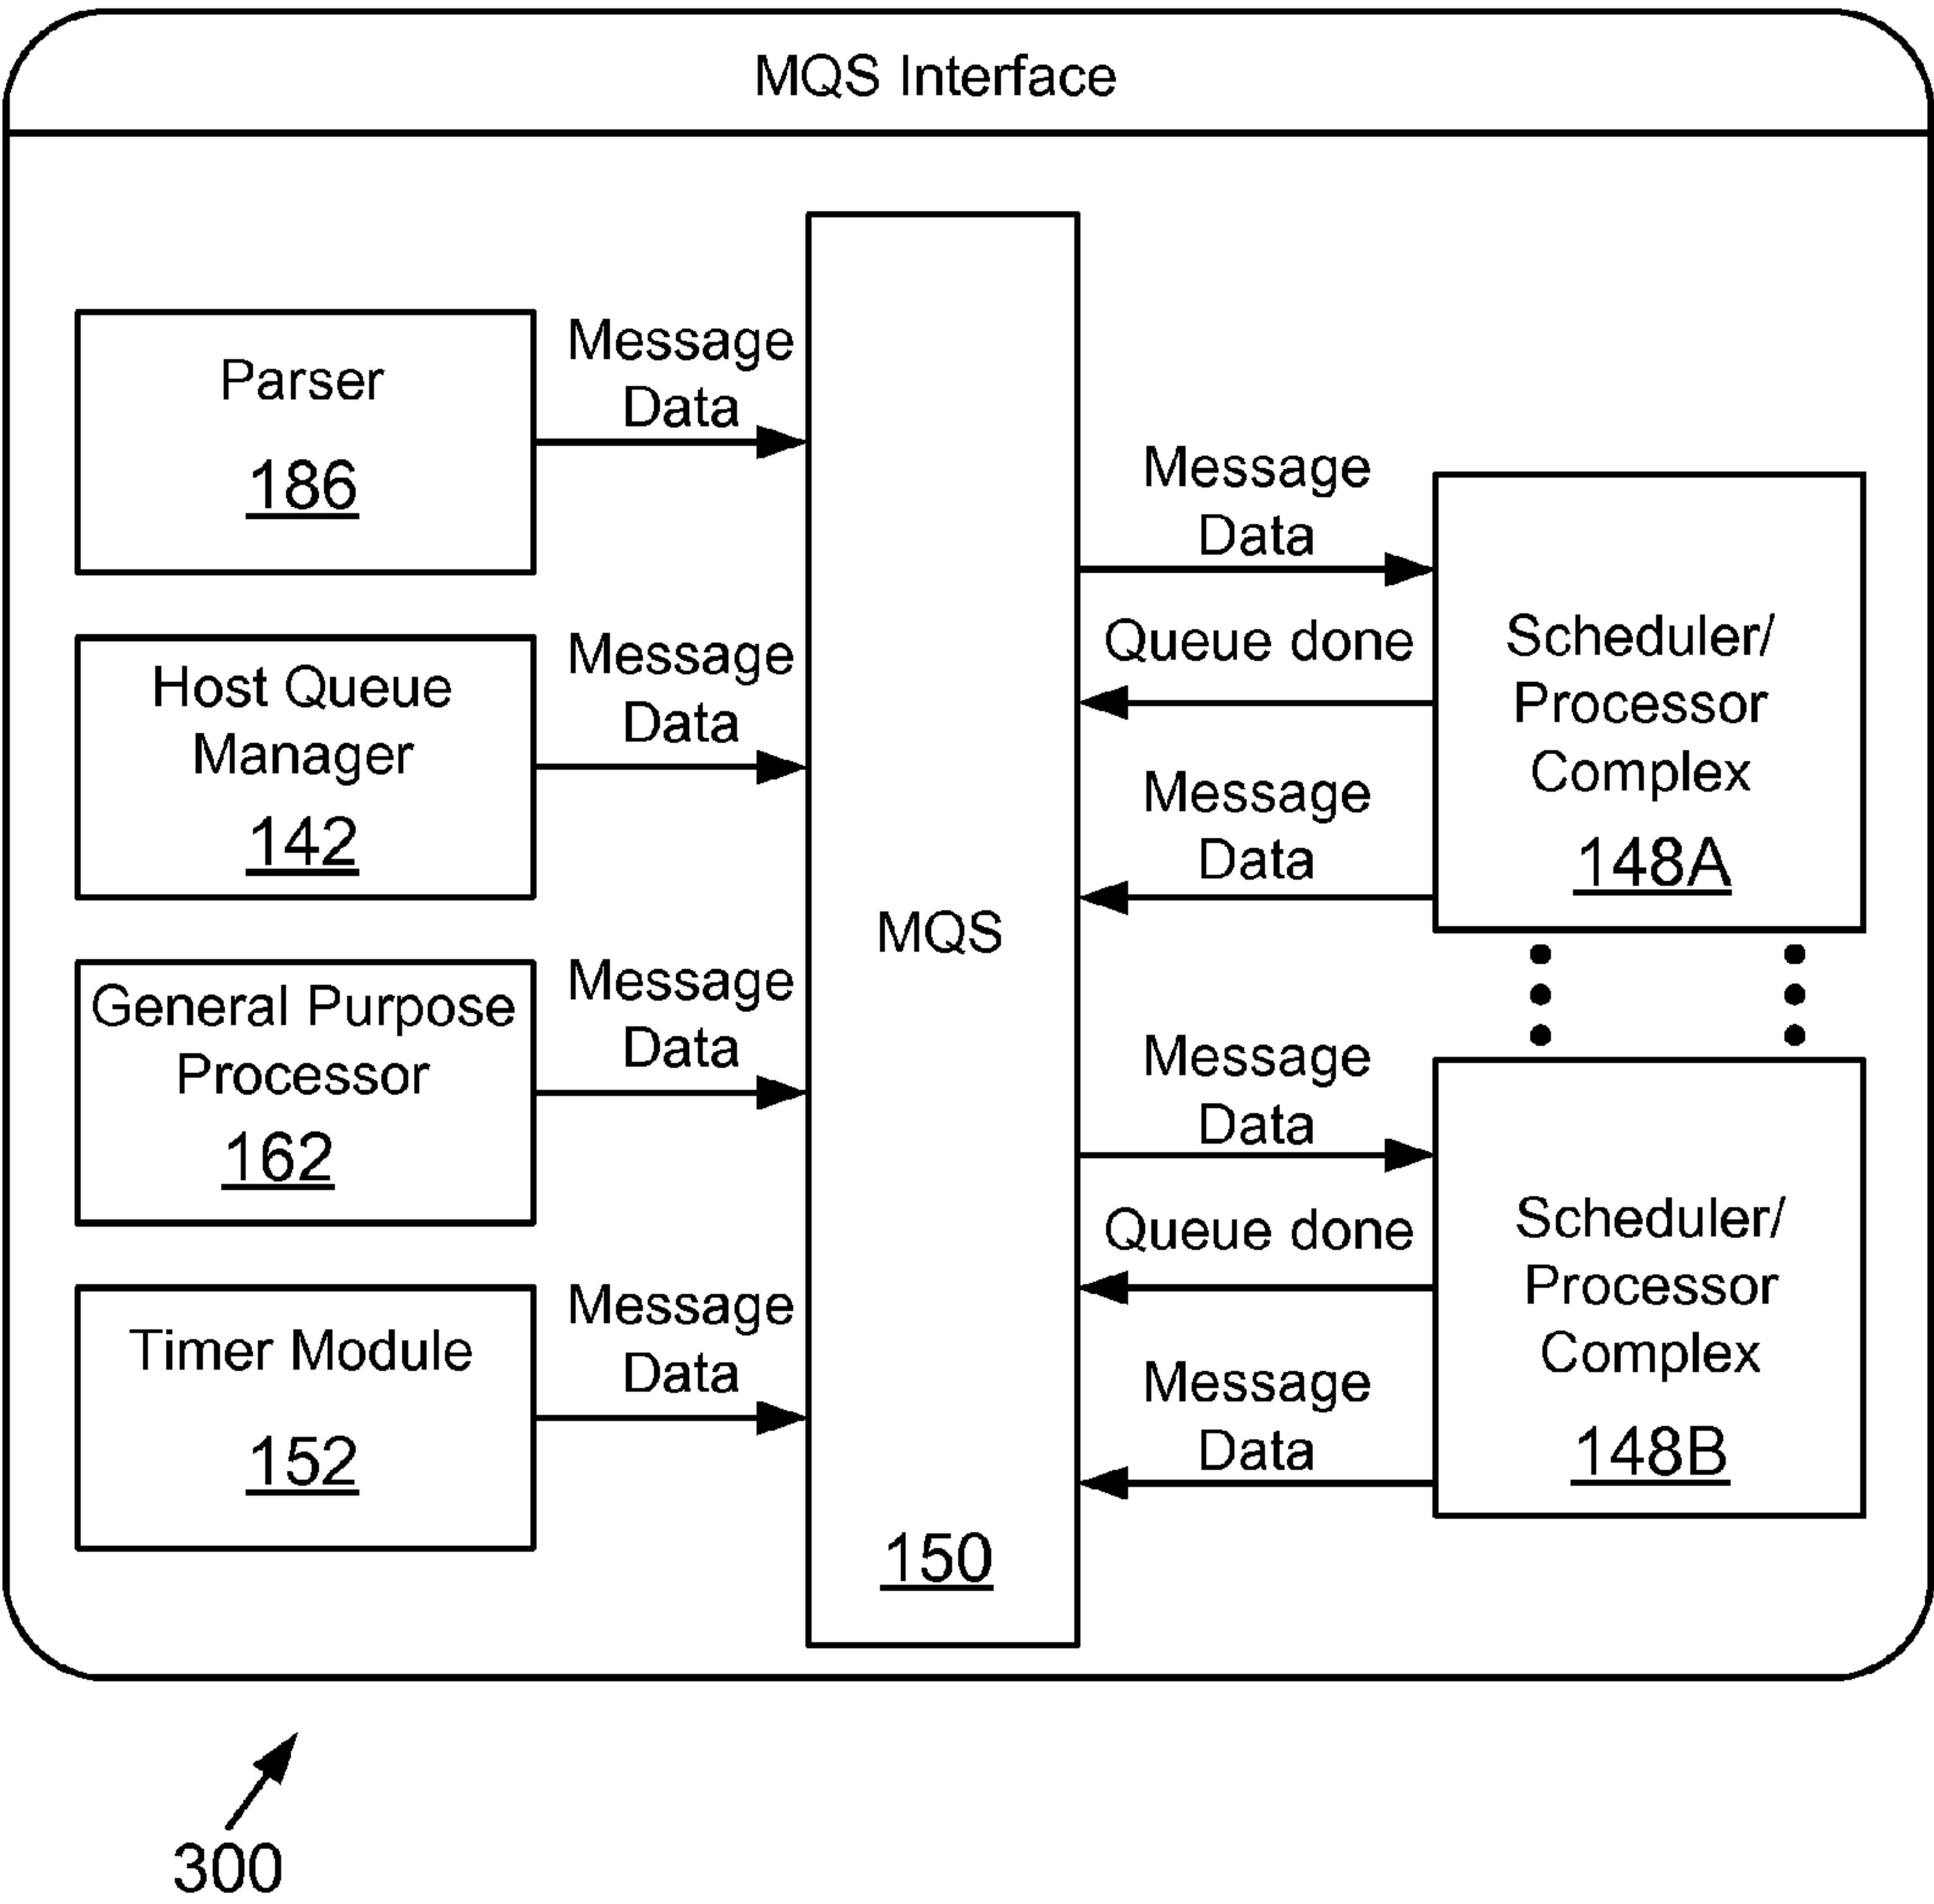 MQS Interface
Parser
186
Message
Data
Host Queue
Manager
142
Message
Data
General Purpose
Processor
162
Message
Data
Timer Module
152
Message
Data
MQS
150
Message
Data
Queue done
Message
Data
Scheduler/
Processor
Complex
148A
Message
Data
Queue done
Message
Data
Scheduler/
Processor
Complex
148B
300